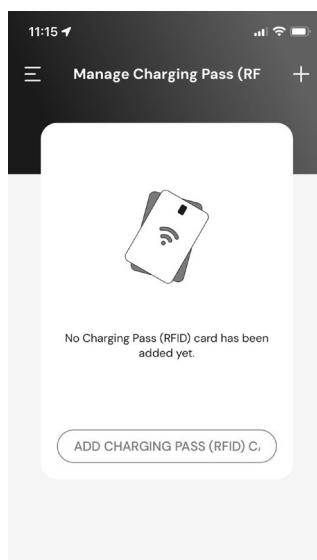 11:15
Manage Charging Pass (RF
No Charging Pass (RFID) card has been
added yet.
ADD CHARGING PASS (RFID) C